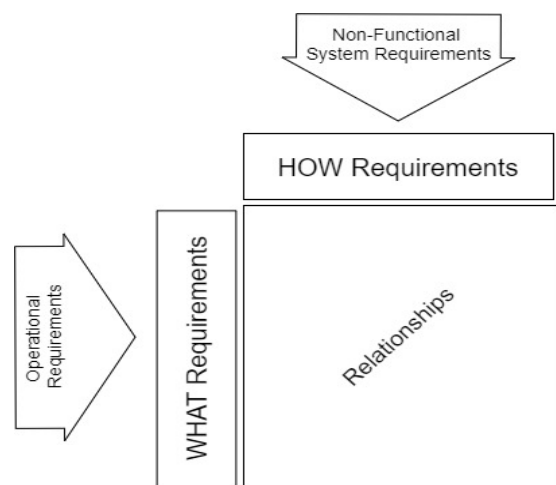 Non-Functional
System Requirements
HOW Requirements
Operational
Requirements
WHAT Requirements
Relationships